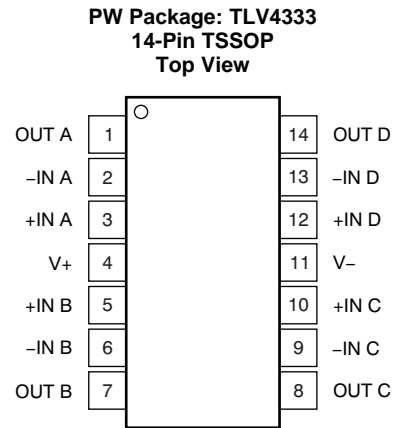 PW Package: TLV4333
14-Pin TSSOP
Top View
OUT A 1 14 OUT D
−IN A 2 13 −IN D
+IN A 3 12 +IN D
V+ 4 11 V−
+IN B 5 10 +IN C
−IN B 6 9 −IN C
OUT B 7 8 OUT C